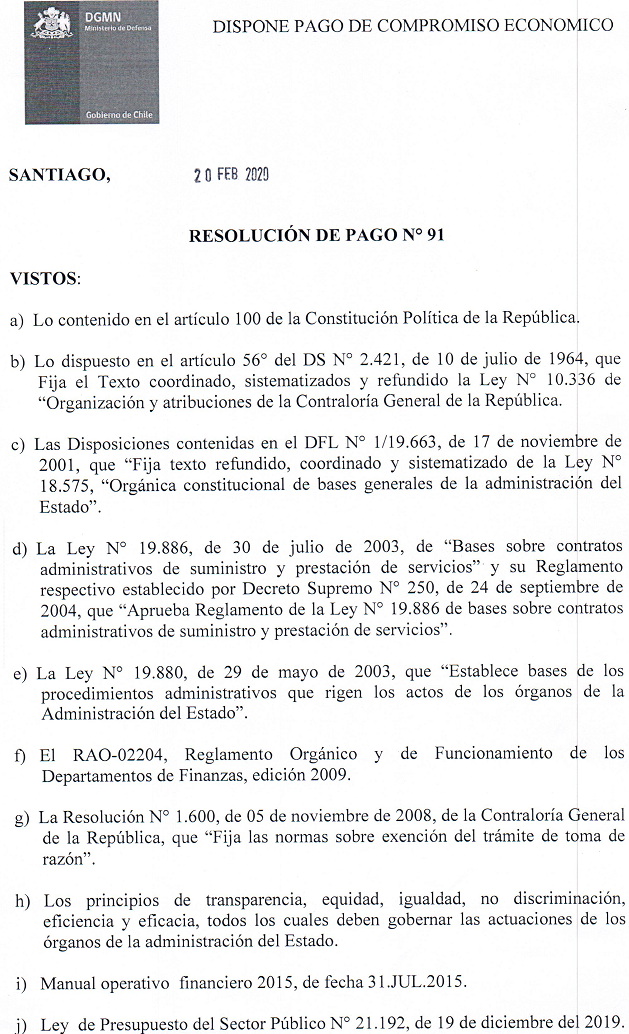 DGMN
Ministerio de Defensa
DISPONE PAGO DE COMPROMISO ECONOMICO
Gobierno de Chile
SANTIAGO, 20 FEB 2020
RESOLUCIÓN DE PAGO N° 91
VISTOS:
a) Lo contenido en el artículo 100 de la Constitución Política de la República.
b) Lo dispuesto en el artículo 56° del DS N° 2.421, de 10 de julio de 1964, que
Fija el Texto coordinado, sistematizados y refundido la Ley N° 10.336 de
“Organización y atribuciones de la Contraloría General de la República.
c) Las Disposiciones contenidas en el DFL N° 1/19.663, de 17 de noviembre de
2001, que “Fija texto refundido, coordinado y sistematizado de la Ley N°
18.575, “Orgánica constitucional de bases generales de la administración del
Estado”.
d) La Ley N° 19.886, de 30 de julio de 2003, de “Bases sobre contratos
administrativos de suministro y prestación de servicios” y su Reglamento
respectivo establecido por Decreto Supremo N° 250, de 24 de septiembre de
2004, que “Aprueba Reglamento de la Ley N° 19.886 de bases sobre contratos
administrativos de suministro y prestación de servicios”.
e) La Ley N° 19.880, de 29 de mayo de 2003, que “Establece bases de los
procedimientos administrativos que rigen los actos de los órganos de la
Administración del Estado”.
f) El RAO-02204, Reglamento Orgánico y de Funcionamiento de los
Departamentos de Finanzas, edición 2009.
g) La Resolución N° 1.600, de 05 de noviembre de 2008, de la Contraloría General
de la República, que “Fija las normas sobre exención del trámite de toma de
razón”.
h) Los principios de transparencia, equidad, igualdad, no discriminación,
eficiencia y eficacia, todos los cuales deben gobernar las actuaciones de los
órganos de la administración del Estado.
i) Manual operativo financiero 2015, de fecha 31.JUL.2015.
j) Ley de Presupuesto del Sector Público N° 21.192, de 19 de diciembre del 2019.